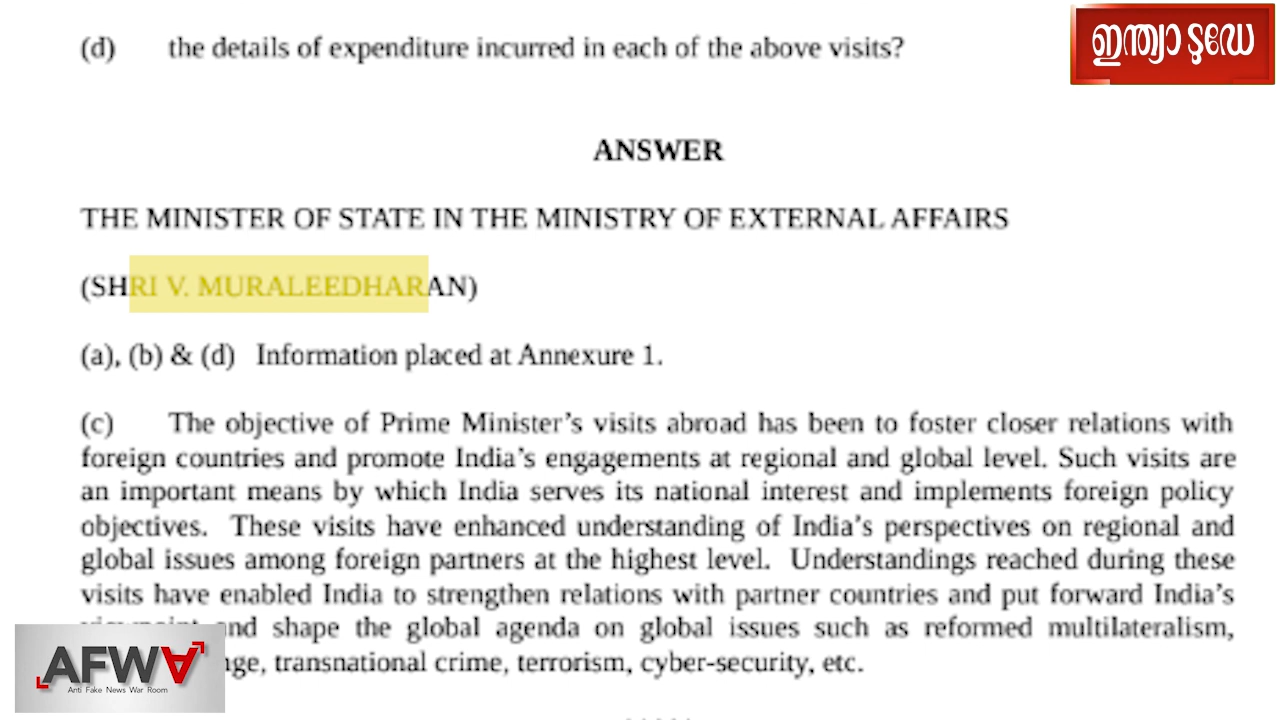 (d) the details of expenditure incurred in each of the above visits?
ഇന്ത്യാ ടുഡേ
ANSWER
THE MINISTER OF STATE IN THE MINISTRY OF EXTERNAL AFFAIRS
(SHRI V. MURALEEDHARAN)
(a), (b) & (d) Information placed at Annexure 1.
(c) The objective of Prime Minister’s visits abroad has been to foster closer relations with
foreign countries and promote India’s engagements at regional and global level. Such visits are
an important means by which India serves its national interest and implements foreign policy
objectives. These visits have enhanced understanding of India’s perspectives on regional and
global issues among foreign partners at the highest level. Understandings reached during these
visits have enabled India to strengthen relations with partner countries and put forward India’s
and shape the global agenda on global issues such as reformed multilateralism,
transnational crime, terrorism, cyber-security, etc.
AFWA
Anti Fake News War Room